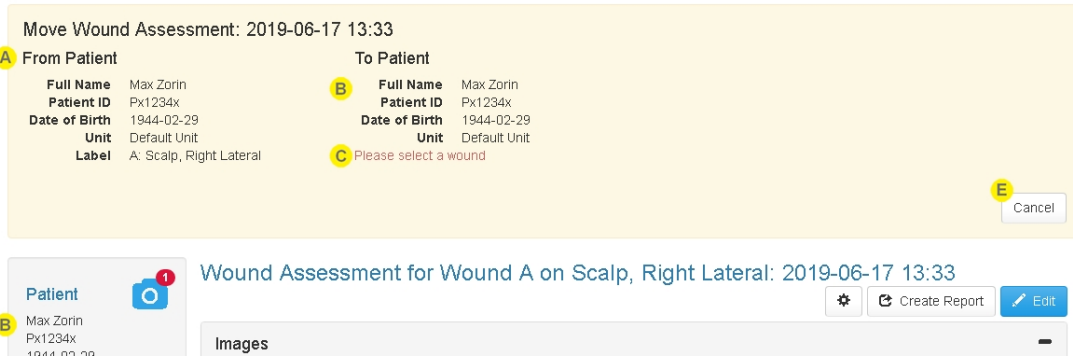 Move Wound Assessment: 2019-06-17 13:33
A From Patient
Full Name Max Zorin
Patient ID Px1234x
Date of Birth 1944-02-29
Unit Default Unit
Label A: Scalp, Right Lateral
To Patient
B Full Name Max Zorin
Patient ID Px1234x
Date of Birth 1944-02-29
Unit Default Unit
C Please select a wound
E
Cancel
Patient
1
B Max Zorin
Px1234x
1944-02-29
Wound Assessment for Wound A on Scalp, Right Lateral: 2019-06-17 13:33
Create Report
Edit
Images